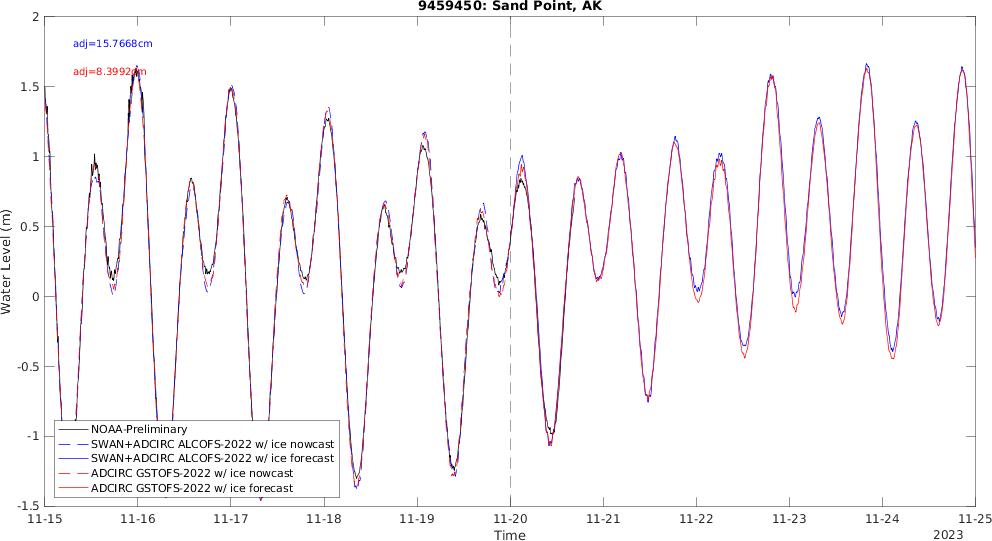 9459450: Sand Point, AK
adj=15.7668cm
adj=8.3992cm
Water Level (m)
2
1.5
1
0.5
0
-0.5
-1
-1.5
NOAA-Preliminary
SWAN+ADCIRC ALCOFS-2022 w/ ice nowcast
SWAN+ADCIRC ALCOFS-2022 w/ ice forecast
ADCIRC GSTOFS-2022 w/ ice nowcast
ADCIRC GSTOFS-2022 w/ ice forecast
11-15 11-16 11-17 11-18 11-19 11-20 11-21 11-22 11-23 11-24 11-25
Time
2023